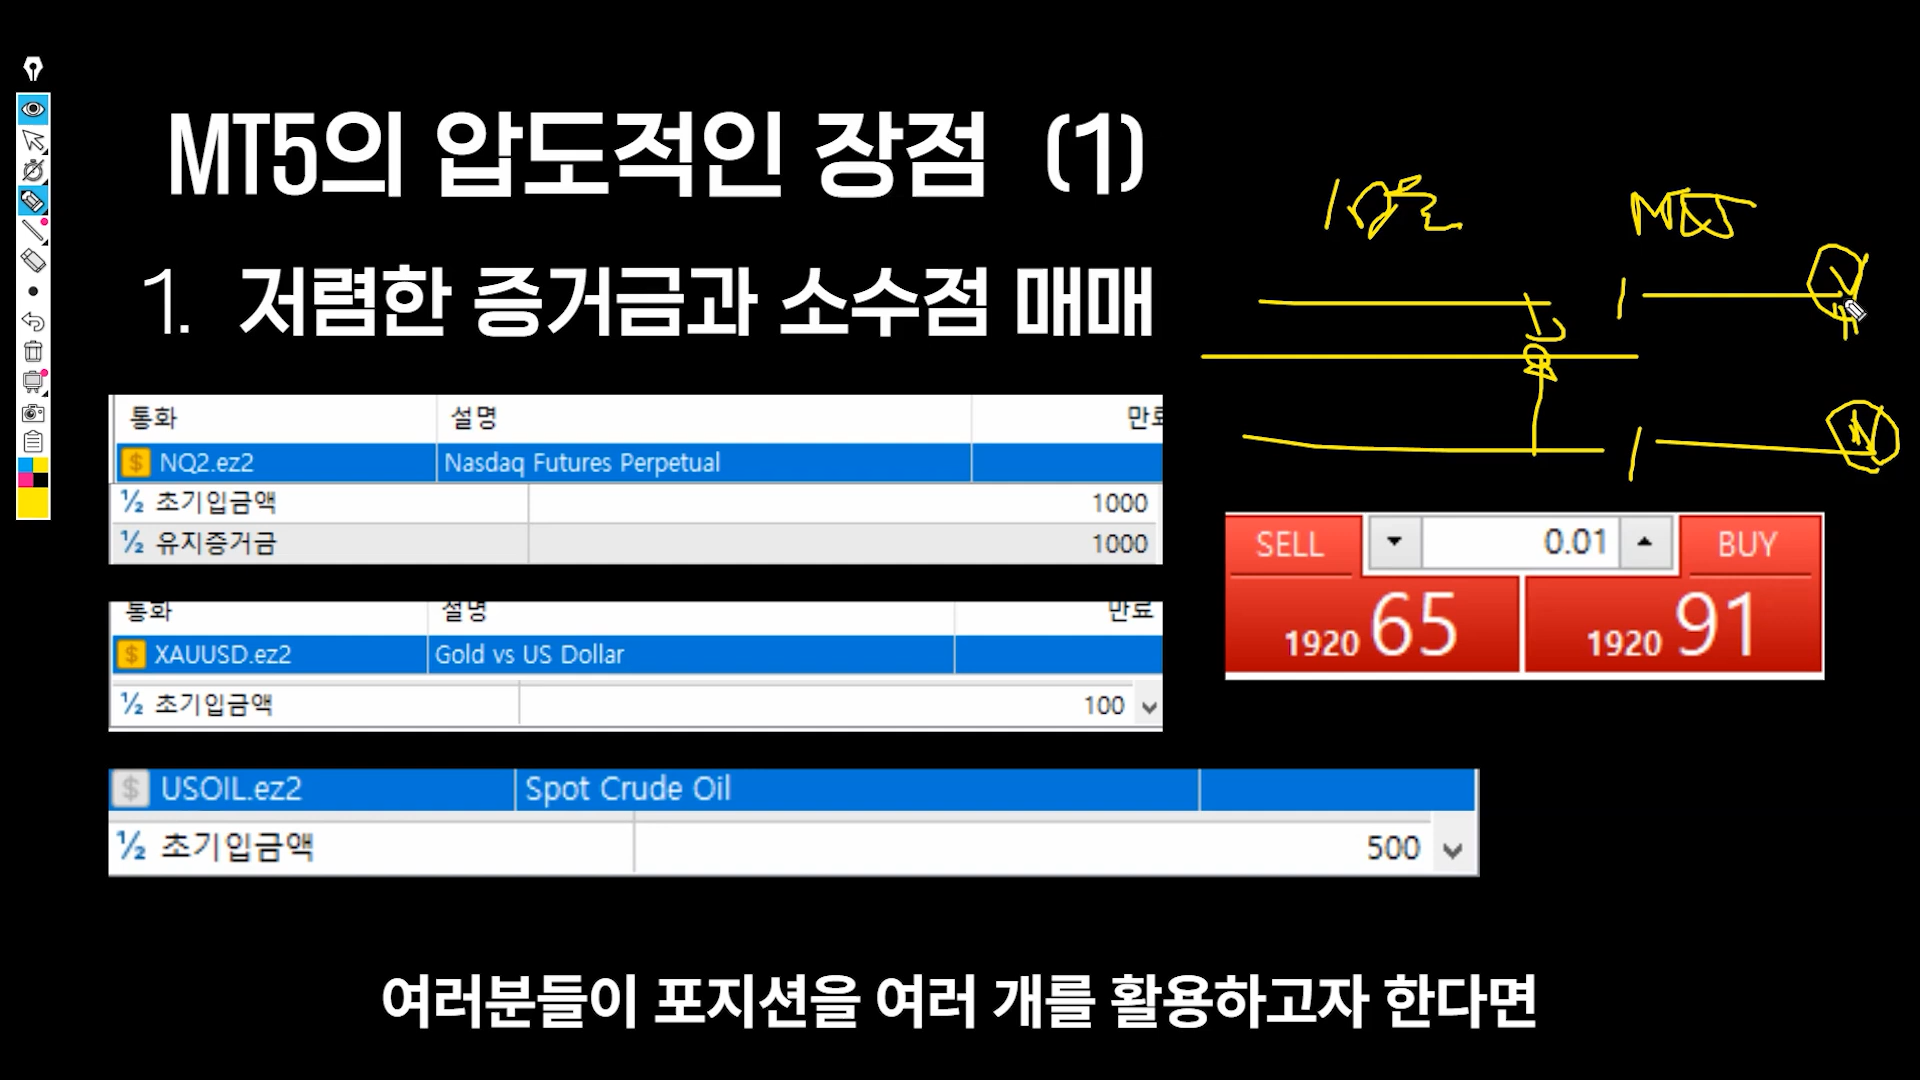 MT5의 압도적인 장점 (1)
1. 저렴한 증거금과 소수점 매매
통화 설명 만료
$ NQ2.ez2 Nasdaq Futures Perpetual
½ 초기입금액 1000
½ 유지증거금 1000
통화 설명 만료
$ XAUUSD.ez2 Gold vs US Dollar
½ 초기입금액 100
$ USOIL.ez2 Spot Crude Oil
½ 초기입금액 500
SELL 0.01 BUY
1920 65 1920 91
여러분들이 포지션을 여러 개를 활용하고자 한다면